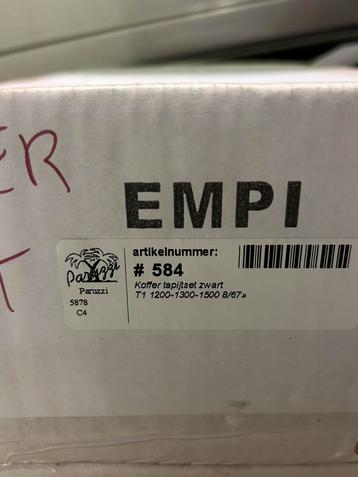 ER
EMPI
T
Paruzzi
Paruzzi
5878
C4
artikelnummer:
# 584
Koffer tapijtset zwart
T1 1200-1300-1500 8/67»